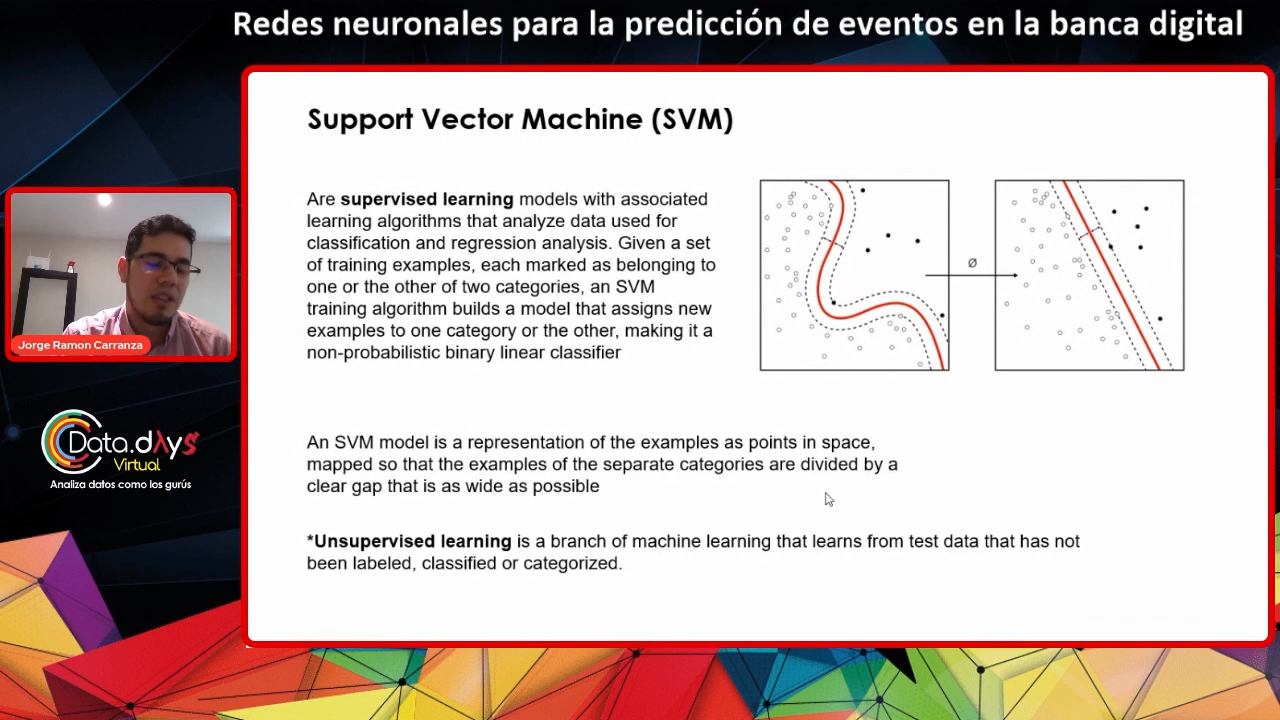 Redes neuronales para la predicción de eventos en la banca digital
Support Vector Machine (SVM)
Are supervised learning models with associated
learning algorithms that analyze data used for
classification and regression analysis. Given a set
of training examples, each marked as belonging to
one or the other of two categories, an SVM
training algorithm builds a model that assigns new
examples to one category or the other, making it a
non-probabilistic binary linear classifier
Ø
An SVM model is a representation of the examples as points in space,
mapped so that the examples of the separate categories are divided by a
clear gap that is as wide as possible
*Unsupervised learning is a branch of machine learning that learns from test data that has not
been labeled, classified or categorized.
Jorge Ramon Carranza
Data.dλys
Virtual
Analiza datos como los gurús